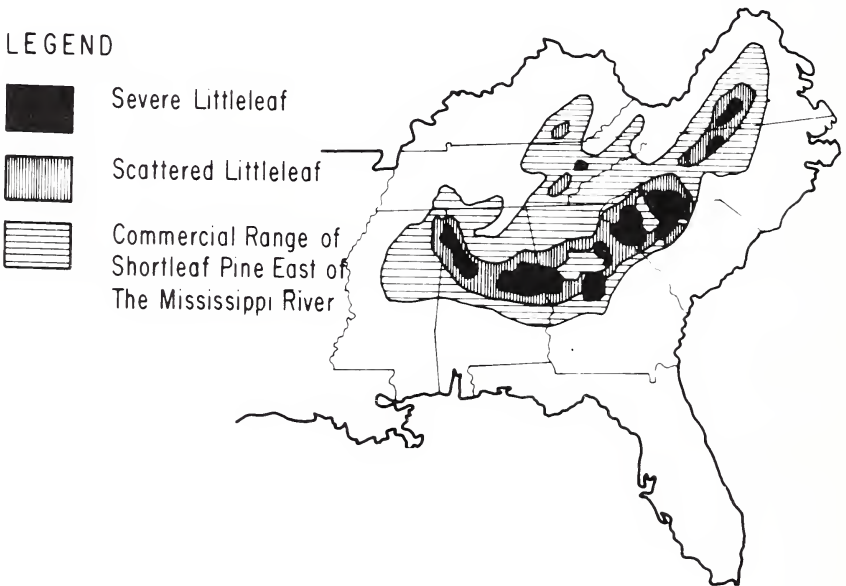 LEGEND
Severe Littleleaf
Scattered Littleleaf
Commercial Range of
Shortleaf Pine East of
The Mississippi River